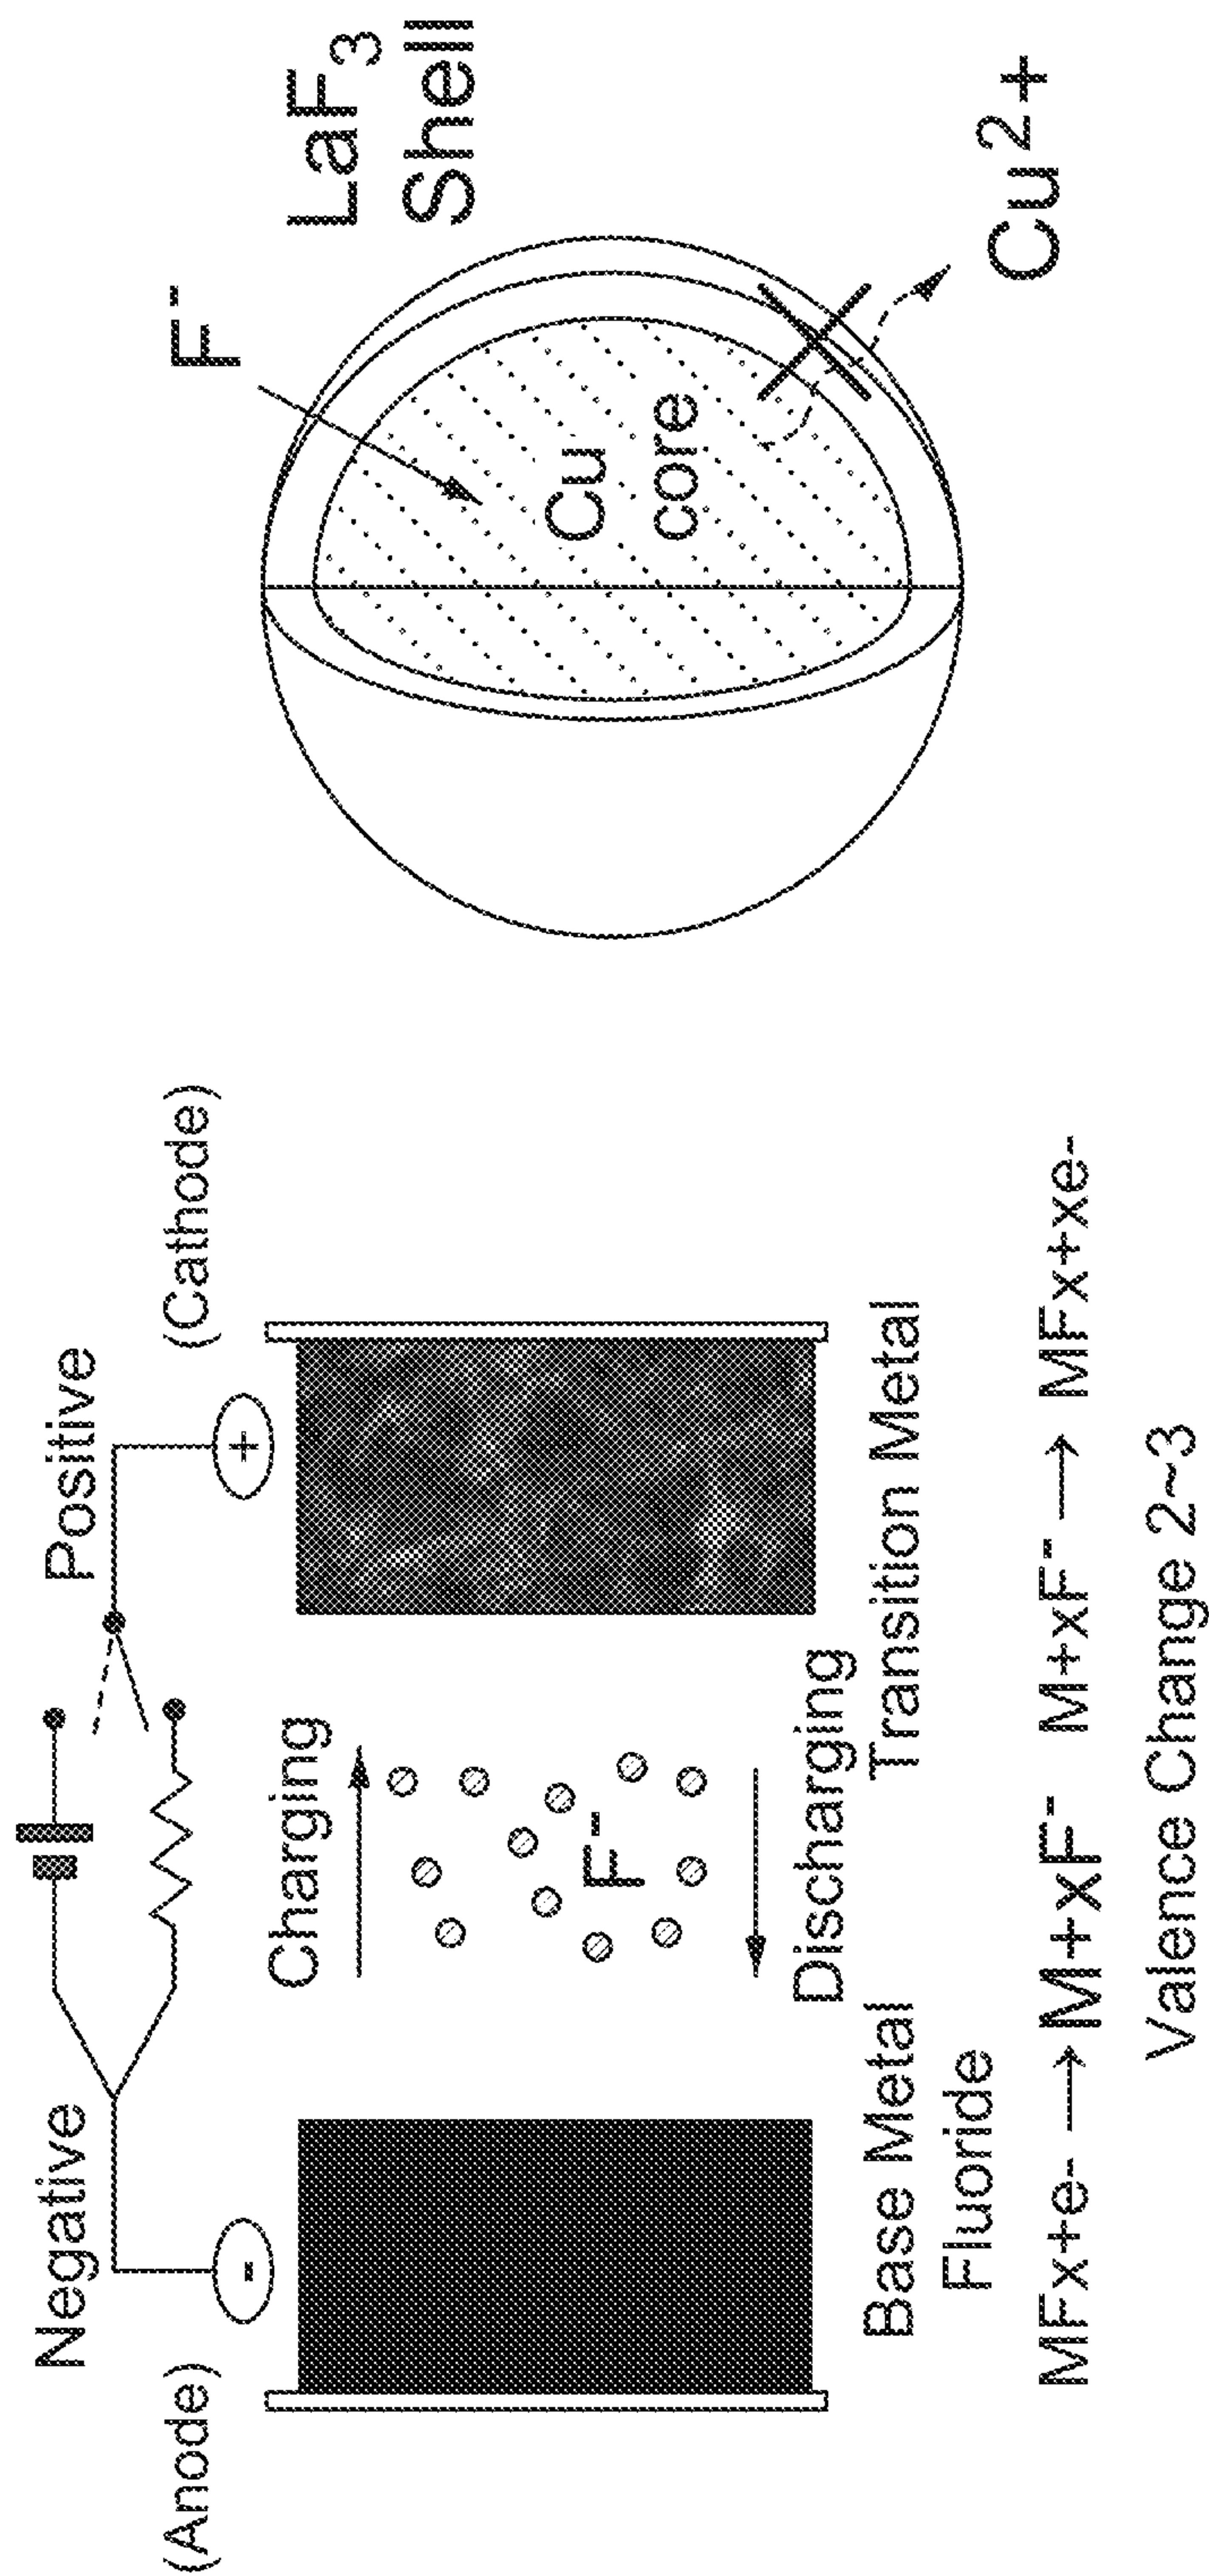 Negative
Positive
(Anode)
(Cathode)
-
+
Charging
F-
Discharging
Base Metal
Fluoride
Transition Metal
MFx+e- → M+xF-
M+xF- → MFx+xe-
Valence Change 2~3
F-
LaF3
Shell
Cu
core
Cu2+